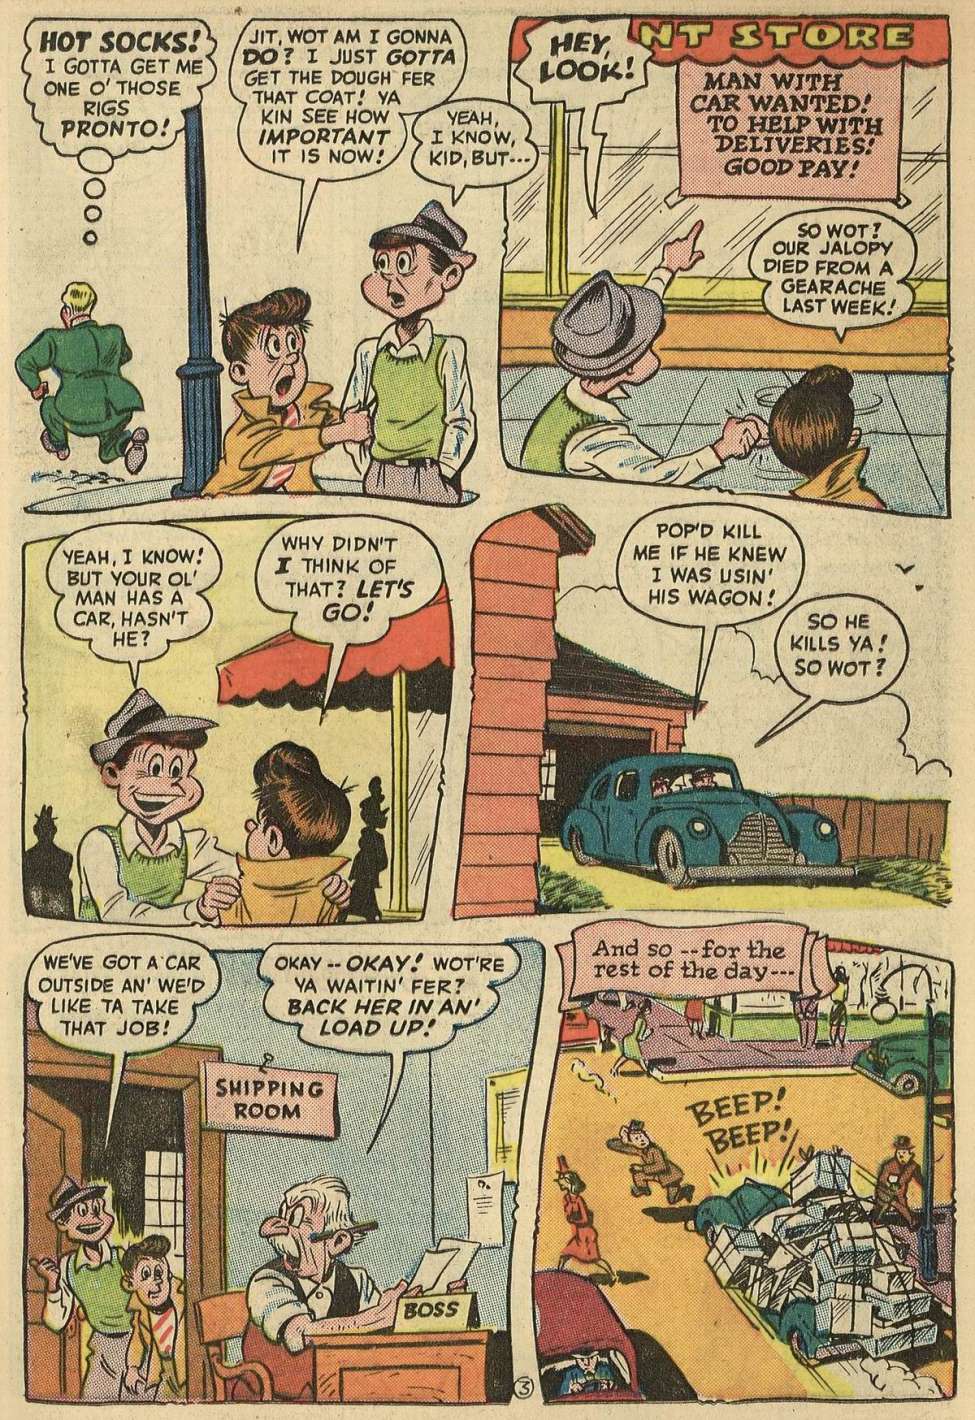 HOT SOCKS!
I GOTTA GET ME
ONE O' THOSE
RIGS
PRONTO!
JIT, WOT AM I GONNA
DO? I JUST GOTTA
GET THE DOUGH FER
THAT COAT! YA
KIN SEE HOW
IMPORTANT
IT IS NOW!
YEAH,
I KNOW,
KID, BUT---
HEY,
LOOK!
NT STORE
MAN WITH
CAR WANTED!
TO HELP WITH
DELIVERIES!
GOOD PAY!
SO WOT?
OUR JALOPY
DIED FROM A
GEARACHE
LAST WEEK!
YEAH, I KNOW!
BUT YOUR OL'
MAN HAS A
CAR, HASN'T
HE?
WHY DIDN'T
I THINK OF
THAT? LET'S
GO!
POP'D KILL
ME IF HE KNEW
I WAS USIN'
HIS WAGON!
SO HE
KILLS YA!
SO WOT?
WE'VE GOT A CAR
OUTSIDE AN' WE'D
LIKE TA TAKE
THAT JOB!
OKAY -- OKAY! WOT'RE
YA WAITIN' FER?
BACK HER IN AN'
LOAD UP!
SHIPPING
ROOM
BOSS
And so -- for the
rest of the day---
BEEP!
BEEP!
3